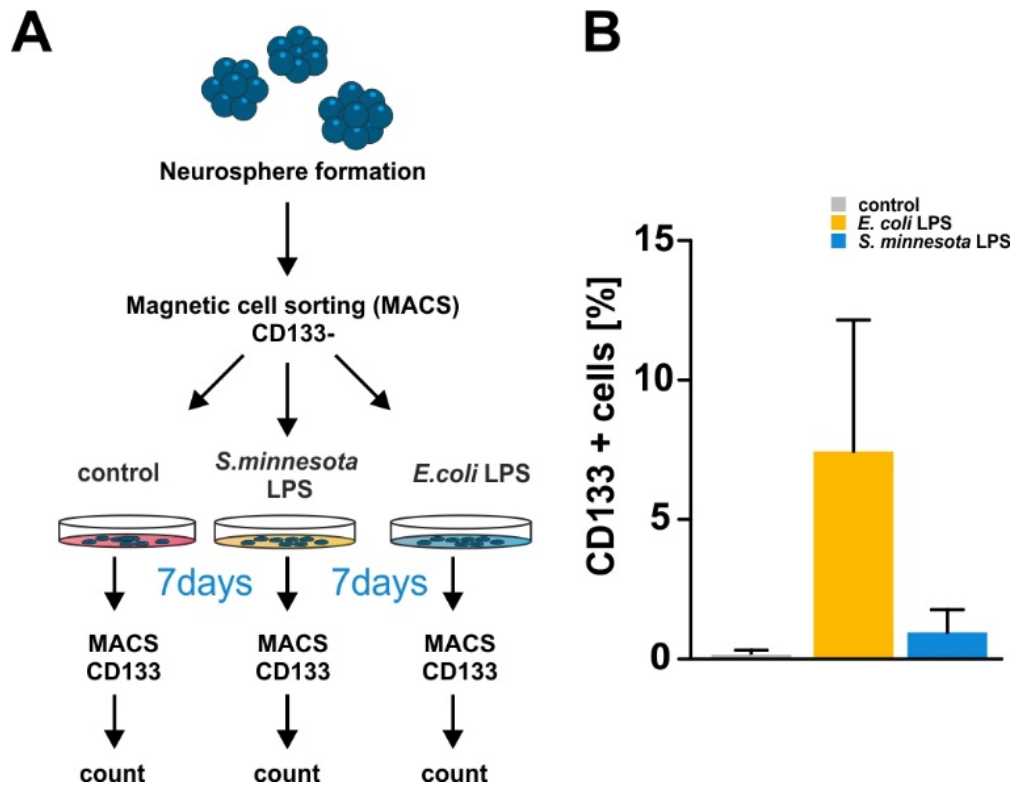 A
Neurosphere formation
Magnetic cell sorting (MACS)
CD133-
control
S.minnesota
LPS
E.coli LPS
7days
7days
MACS
CD133
MACS
CD133
MACS
CD133
count
count
count
B
control
E. coli LPS
S. minnesota LPS
CD133 + cells [%]
15
10
5
0